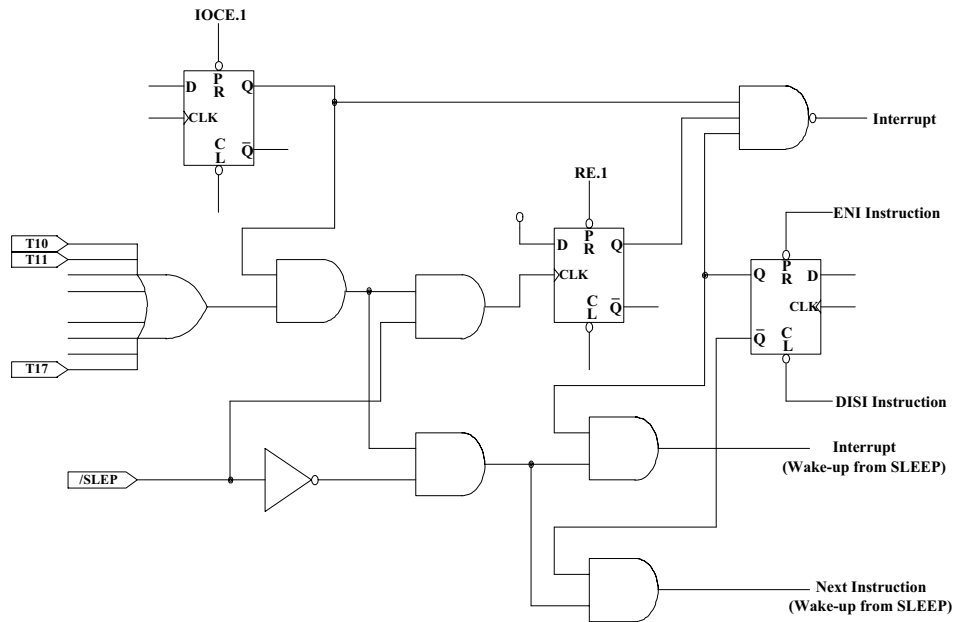 IOCE.1
D
P
R
Q
CLK
C
L
Q̅
Interrupt
RE.1
D
P
R
Q
CLK
C
L
Q̅
ENI Instruction
Q
P
R
D
CLK
Q̅
C
L
DISI Instruction
T10
T11
T17
/SLEP
Interrupt
(Wake-up from SLEEP)
Next Instruction
(Wake-up from SLEEP)